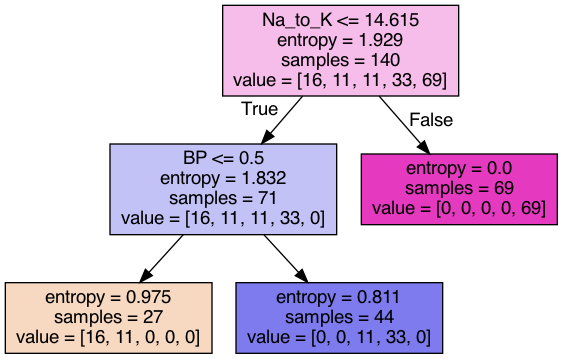 Na_to_K <= 14.615
entropy = 1.929
samples = 140
value = [16, 11, 11, 33, 69]
True
False
BP <= 0.5
entropy = 1.832
samples = 71
value = [16, 11, 11, 33, 0]
entropy = 0.0
samples = 69
value = [0, 0, 0, 0, 69]
entropy = 0.975
samples = 27
value = [16, 11, 0, 0, 0]
entropy = 0.811
samples = 44
value = [0, 0, 11, 33, 0]